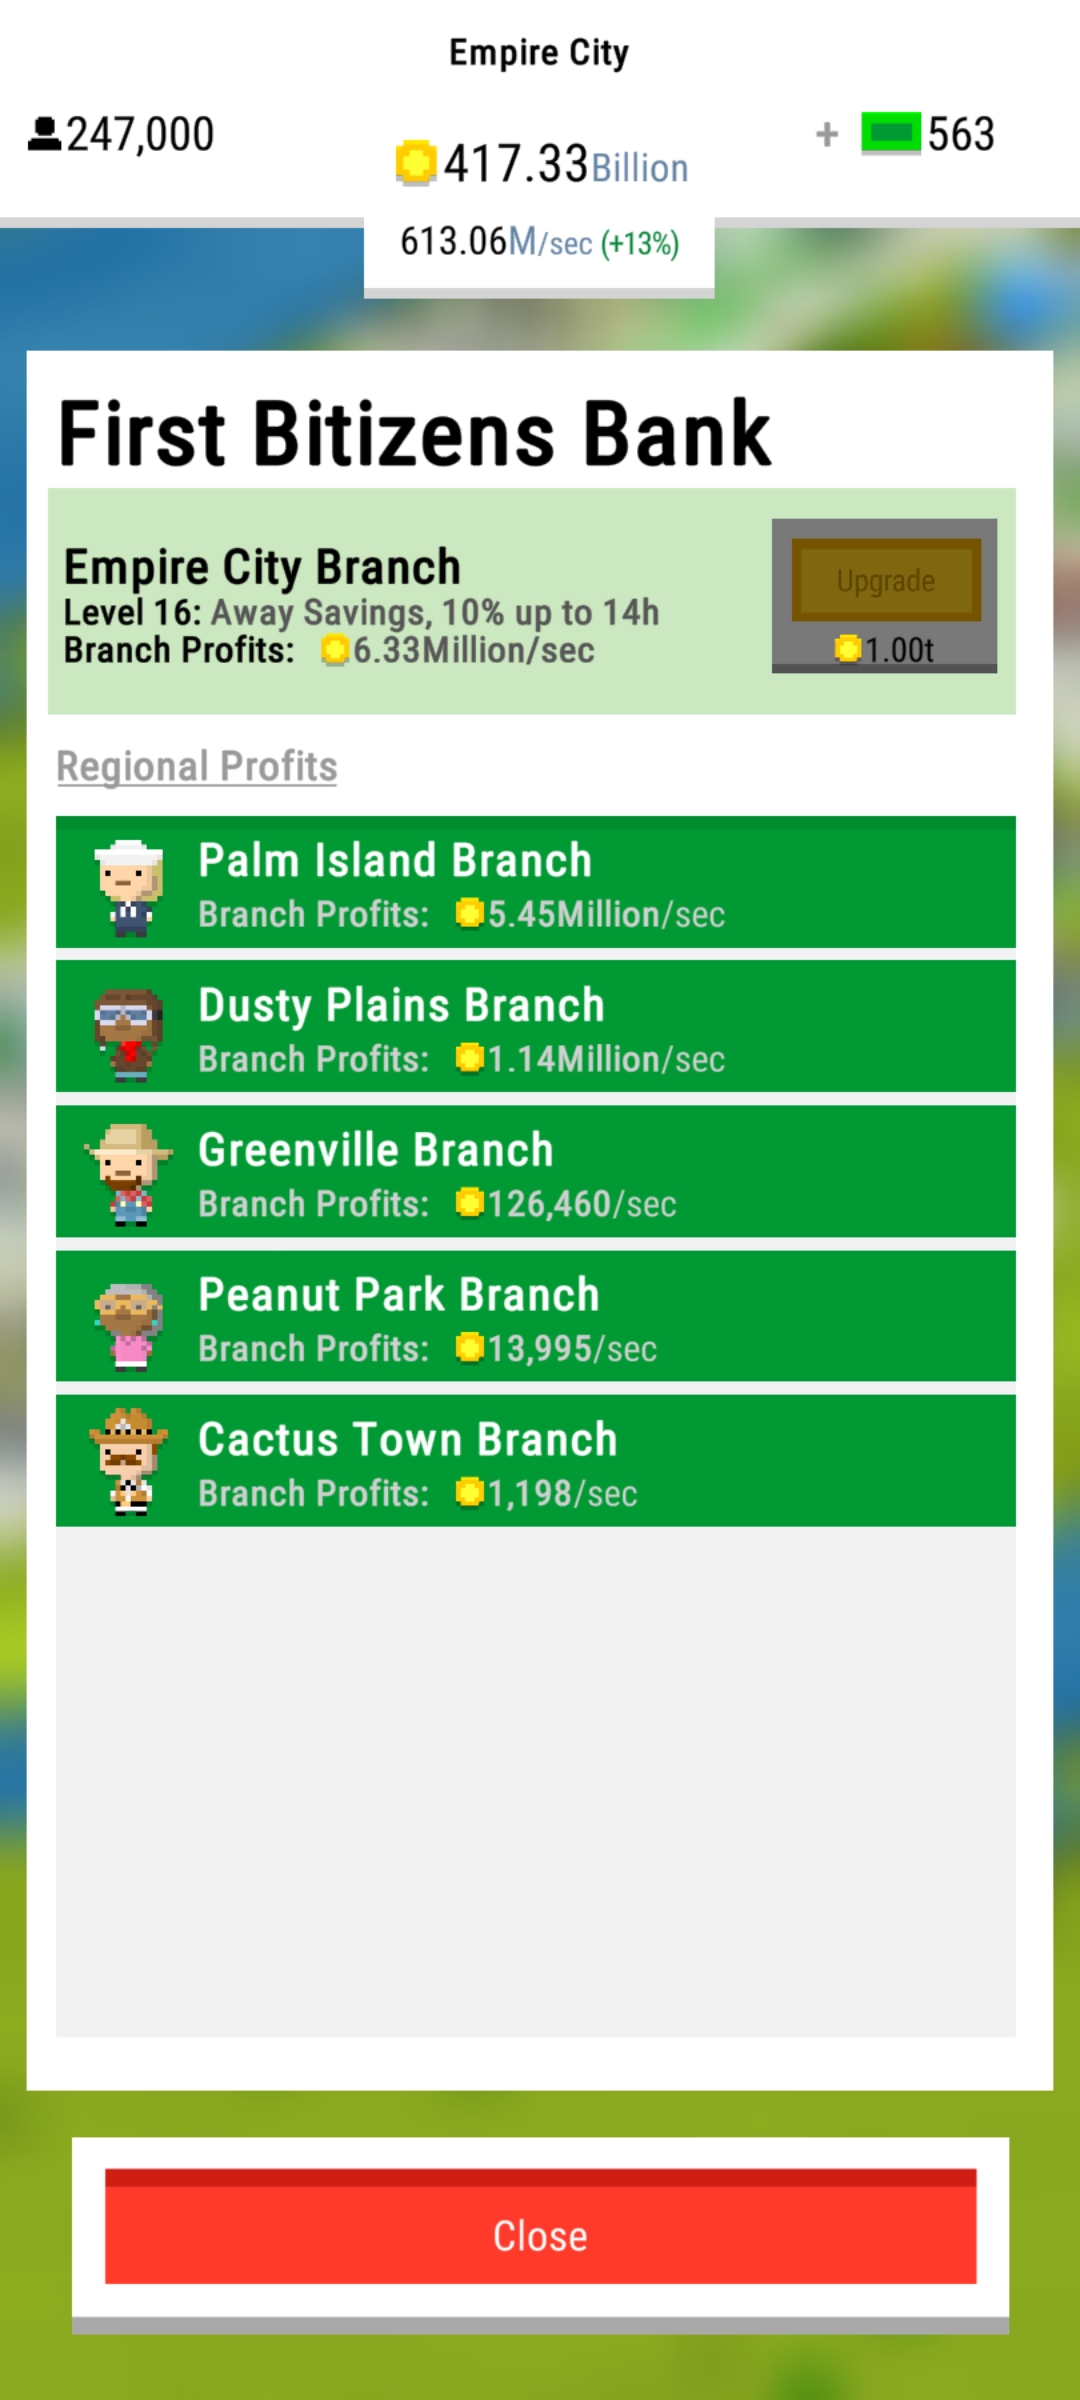 Empire City
247,000
417.33Billion
+ 563
613.06M/sec (+13%)
First Bitizens Bank
Empire City Branch
Level 16: Away Savings, 10% up to 14h
Branch Profits: 6.33Million/sec
Upgrade
1.00t
Regional Profits
Palm Island Branch
Branch Profits: 5.45Million/sec
Dusty Plains Branch
Branch Profits: 1.14Million/sec
Greenville Branch
Branch Profits: 126,460/sec
Peanut Park Branch
Branch Profits: 13,995/sec
Cactus Town Branch
Branch Profits: 1,198/sec
Close